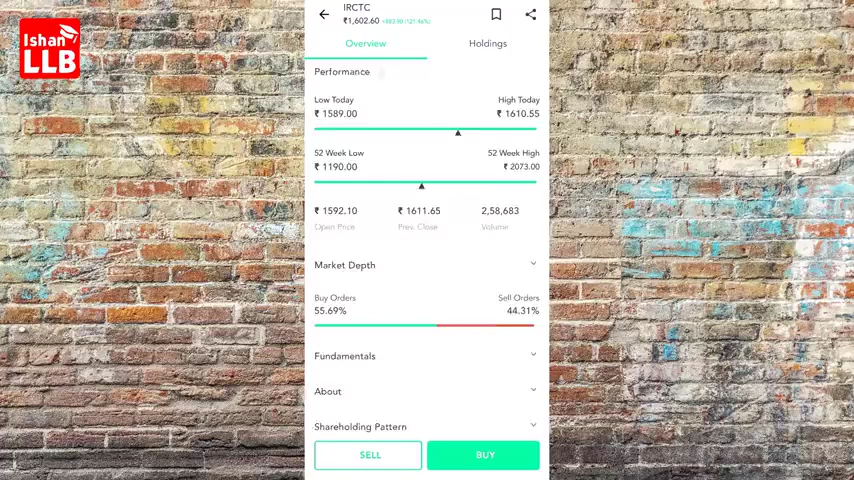 Ishan
LLB
IRCTC
₹1,602.60
Overview
Holdings
Performance
Low Today
High Today
₹ 1589.00
₹ 1610.55
52 Week Low
52 Week High
₹ 1190.00
₹ 2073.00
₹ 1592.10
₹ 1611.65
2,58,683
Open Price
Prev. Close
Volume
Market Depth
Buy Orders
Sell Orders
55.69%
44.31%
Fundamentals
About
Shareholding Pattern
SELL
BUY